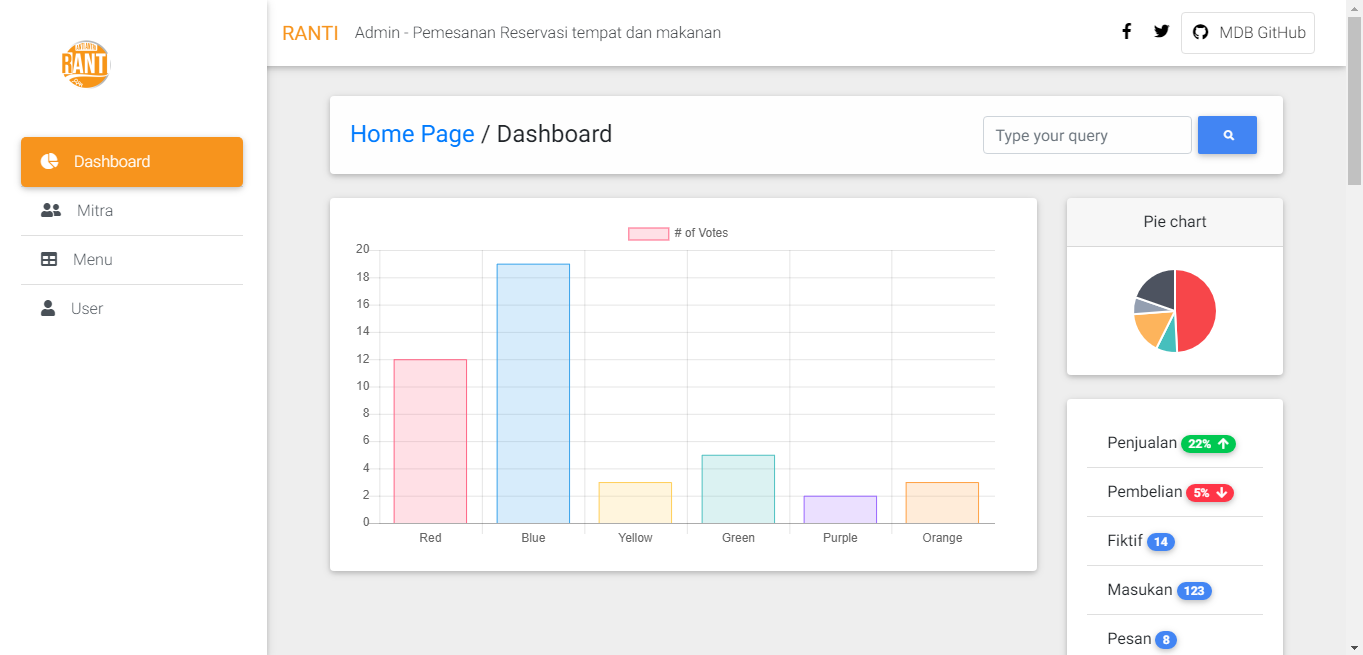 RANT
Dashboard
Mitra
Menu
User
RANTI Admin - Pemesanan Reservasi tempat dan makanan MDB GitHub
Home Page / Dashboard
Type your query
# of Votes
20
18
16
14
12
10
8
6
4
2
0
Red Blue Yellow Green Purple Orange
Pie chart
Penjualan 22%
Pembelian 5%
Fiktif 14
Masukan 123
Pesan 8